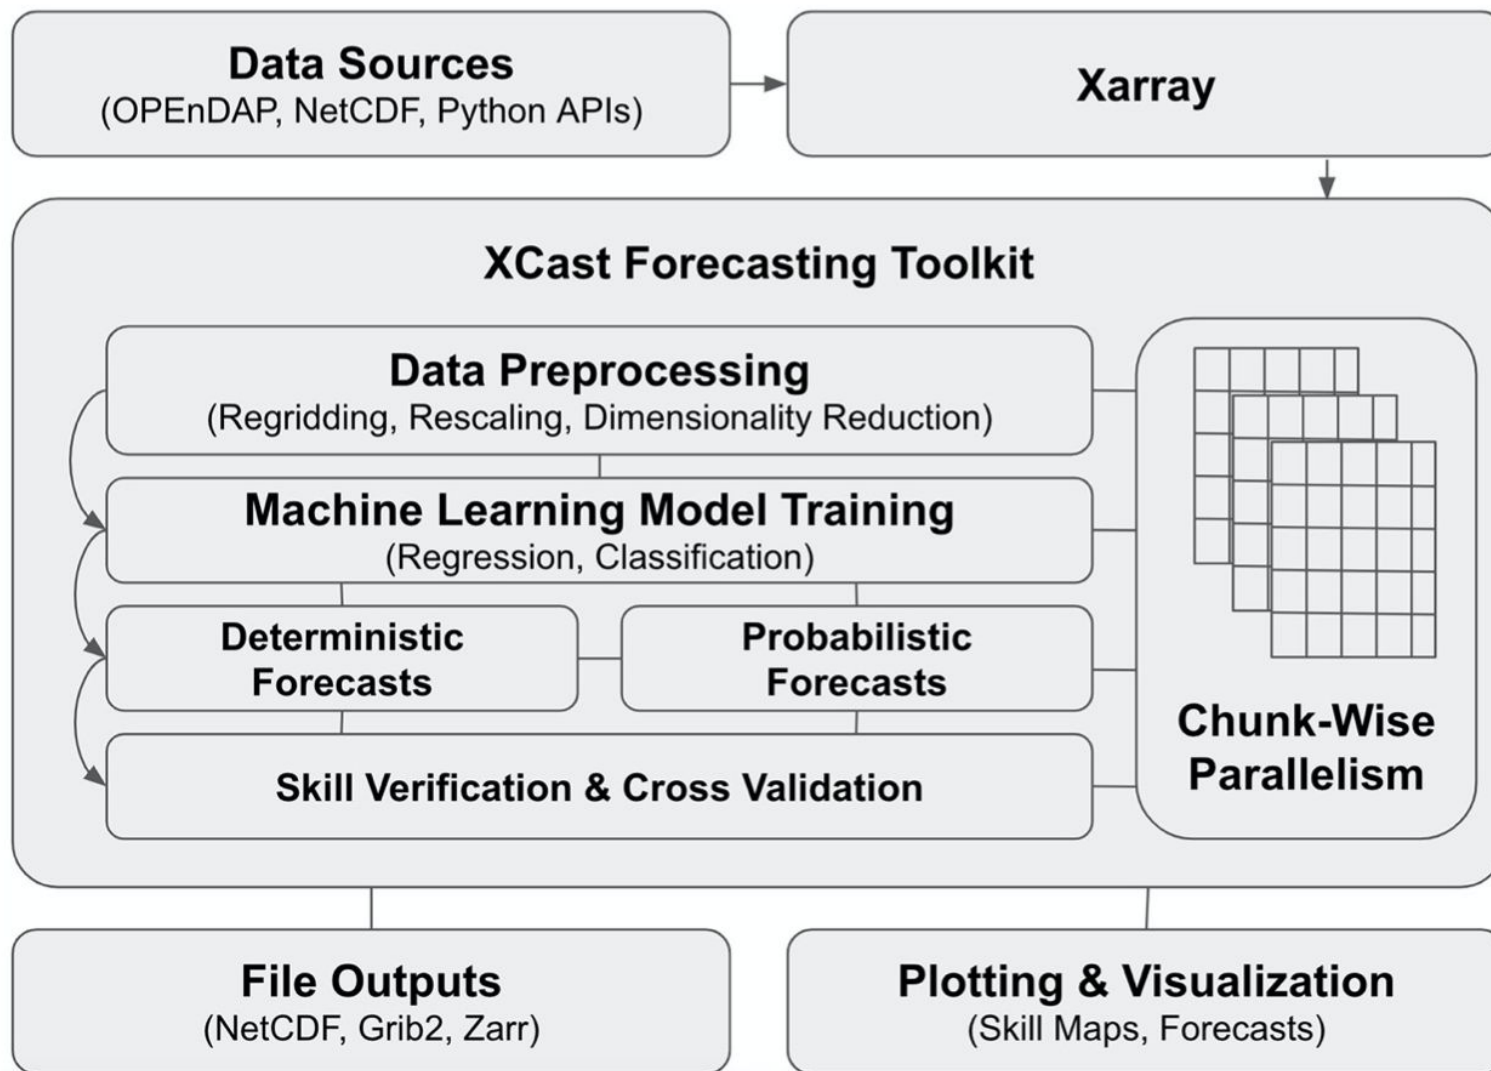 Data Sources
(OPEnDAP, NetCDF, Python APIs)
Xarray
XCast Forecasting Toolkit
Data Preprocessing
(Regridding, Rescaling, Dimensionality Reduction)
Machine Learning Model Training
(Regression, Classification)
Deterministic
Forecasts
Probabilistic
Forecasts
Skill Verification & Cross Validation
Chunk-Wise
Parallelism
File Outputs
(NetCDF, Grib2, Zarr)
Plotting & Visualization
(Skill Maps, Forecasts)